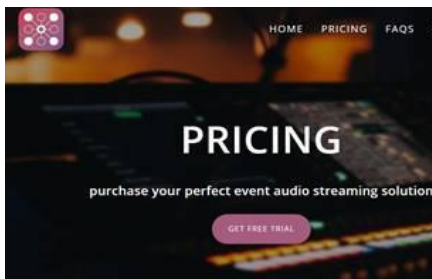 HOME PRICING FAQS
PRICING
purchase your perfect event audio streaming solution
GET FREE TRIAL